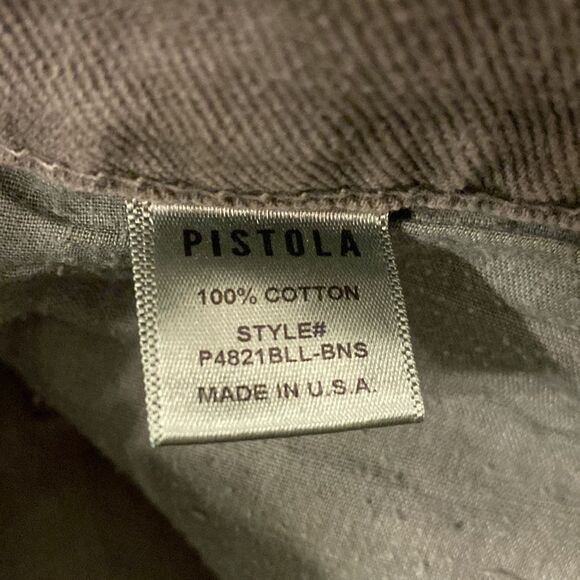 PISTOLA
100% COTTON
STYLE#
P4821BLL-BNS
MADE IN U.S.A.